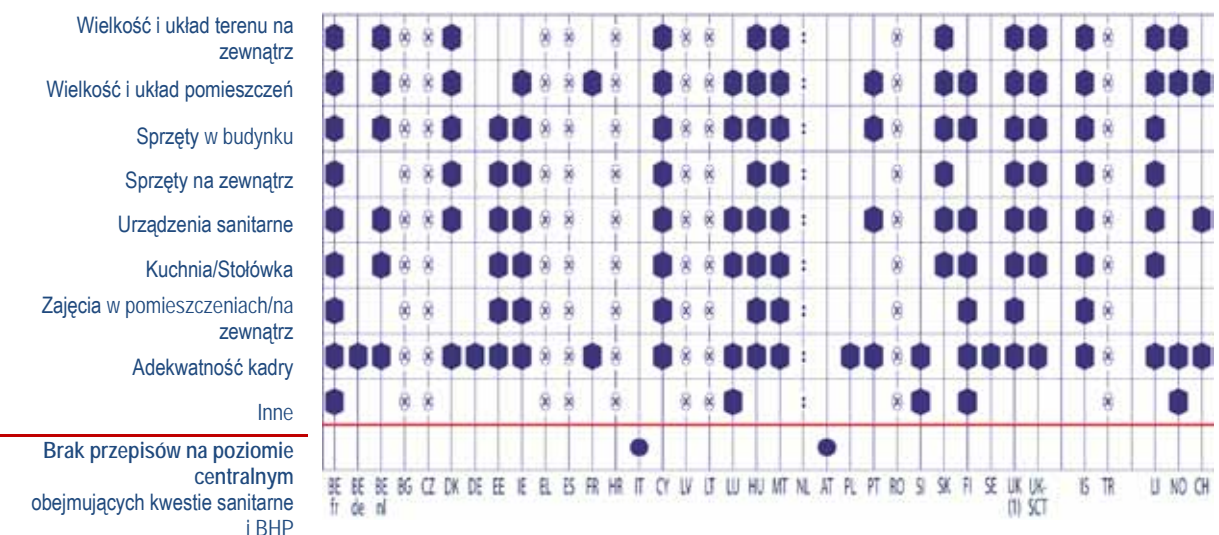 Wielkość i układ terenu na
zewnątrz
Wielkość i układ pomieszczeń
Sprzęty w budynku
Sprzęty na zewnątrz
Urządzenia sanitarne
Kuchnia/Stołówka
Zajęcia w pomieszczeniach/na
zewnątrz
Adekwatność kadry
Inne
Brak przepisów na poziomie
centralnym
obejmujących kwestie sanitarne
i BHP
BE BE BE BG CZ DK DE EE IE EL ES FR HR IT CY LV LT LU HU MT NL AT PL PT RO SI SK FI SE UK UK- IS TR LI NO CH
fr de nl (1) SCT